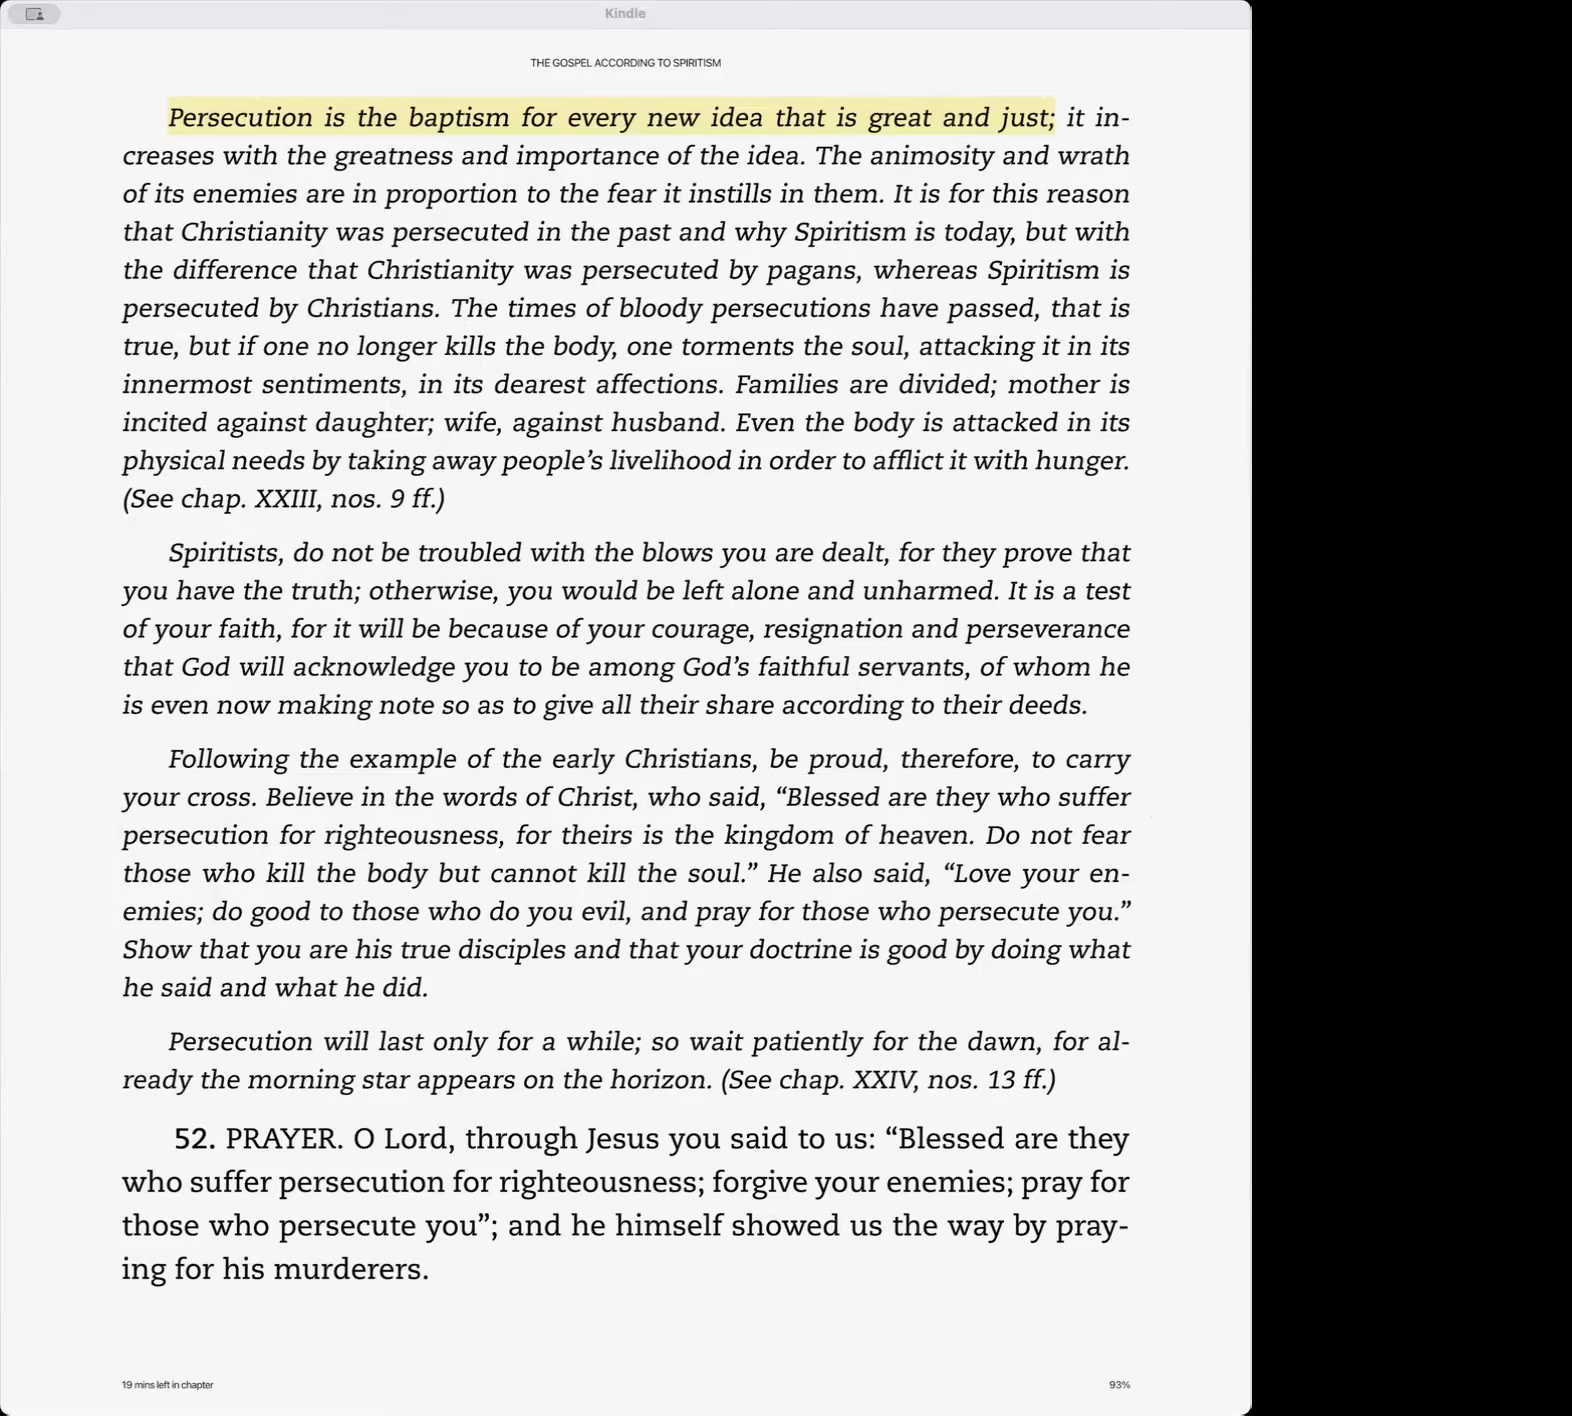 Kindle
THE GOSPEL ACCORDING TO SPIRITISM
Persecution is the baptism for every new idea that is great and just; it in-
creases with the greatness and importance of the idea. The animosity and wrath
of its enemies are in proportion to the fear it instills in them. It is for this reason
that Christianity was persecuted in the past and why Spiritism is today, but with
the difference that Christianity was persecuted by pagans, whereas Spiritism is
persecuted by Christians. The times of bloody persecutions have passed, that is
true, but if one no longer kills the body, one torments the soul, attacking it in its
innermost sentiments, in its dearest affections. Families are divided; mother is
incited against daughter; wife, against husband. Even the body is attacked in its
physical needs by taking away people’s livelihood in order to afflict it with hunger.
(See chap. XXIII, nos. 9 ff.)
Spiritists, do not be troubled with the blows you are dealt, for they prove that
you have the truth; otherwise, you would be left alone and unharmed. It is a test
of your faith, for it will be because of your courage, resignation and perseverance
that God will acknowledge you to be among God’s faithful servants, of whom he
is even now making note so as to give all their share according to their deeds.
Following the example of the early Christians, be proud, therefore, to carry
your cross. Believe in the words of Christ, who said, “Blessed are they who suffer
persecution for righteousness, for theirs is the kingdom of heaven. Do not fear
those who kill the body but cannot kill the soul.” He also said, “Love your en-
emies; do good to those who do you evil, and pray for those who persecute you.”
Show that you are his true disciples and that your doctrine is good by doing what
he said and what he did.
Persecution will last only for a while; so wait patiently for the dawn, for al-
ready the morning star appears on the horizon. (See chap. XXIV, nos. 13 ff.)
52. PRAYER. O Lord, through Jesus you said to us: “Blessed are they
who suffer persecution for righteousness; forgive your enemies; pray for
those who persecute you”; and he himself showed us the way by pray-
ing for his murderers.
19 mins left in chapter
93%